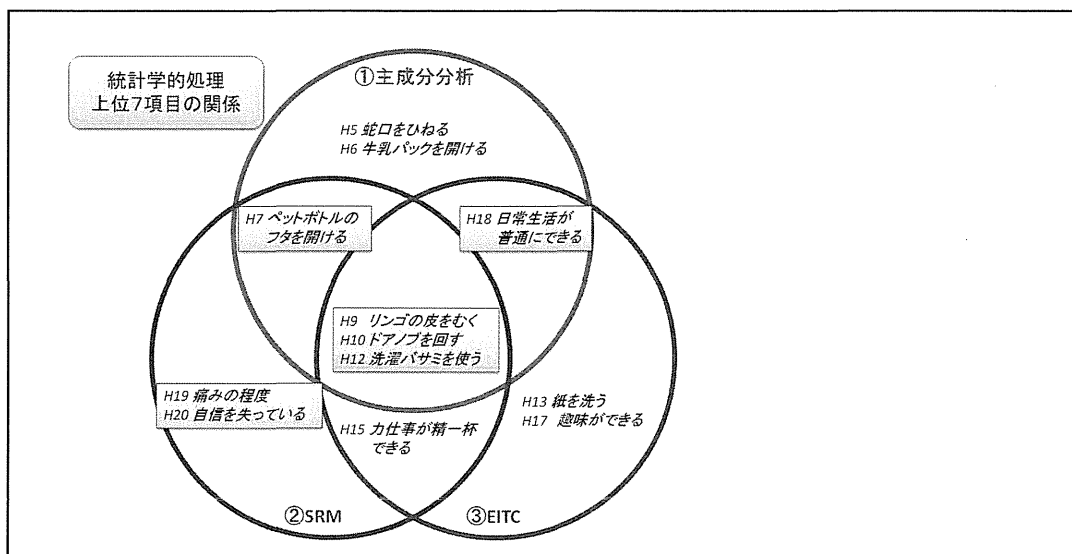 統計学的処理
上位7項目の関係
①主成分分析
H5 蛇口をひねる
H6 牛乳パックを開ける
H7 ペットボトルの
フタを開ける
H18 日常生活が
普通にできる
H9 リンゴの皮をむく
H10 ドアノブを回す
H12 洗濯バサミを使う
H19 痛みの程度
H20 自信を失っている
H15 力仕事が精一杯
できる
H13 紙を洗う
H17 趣味ができる
②SRM
③EITC